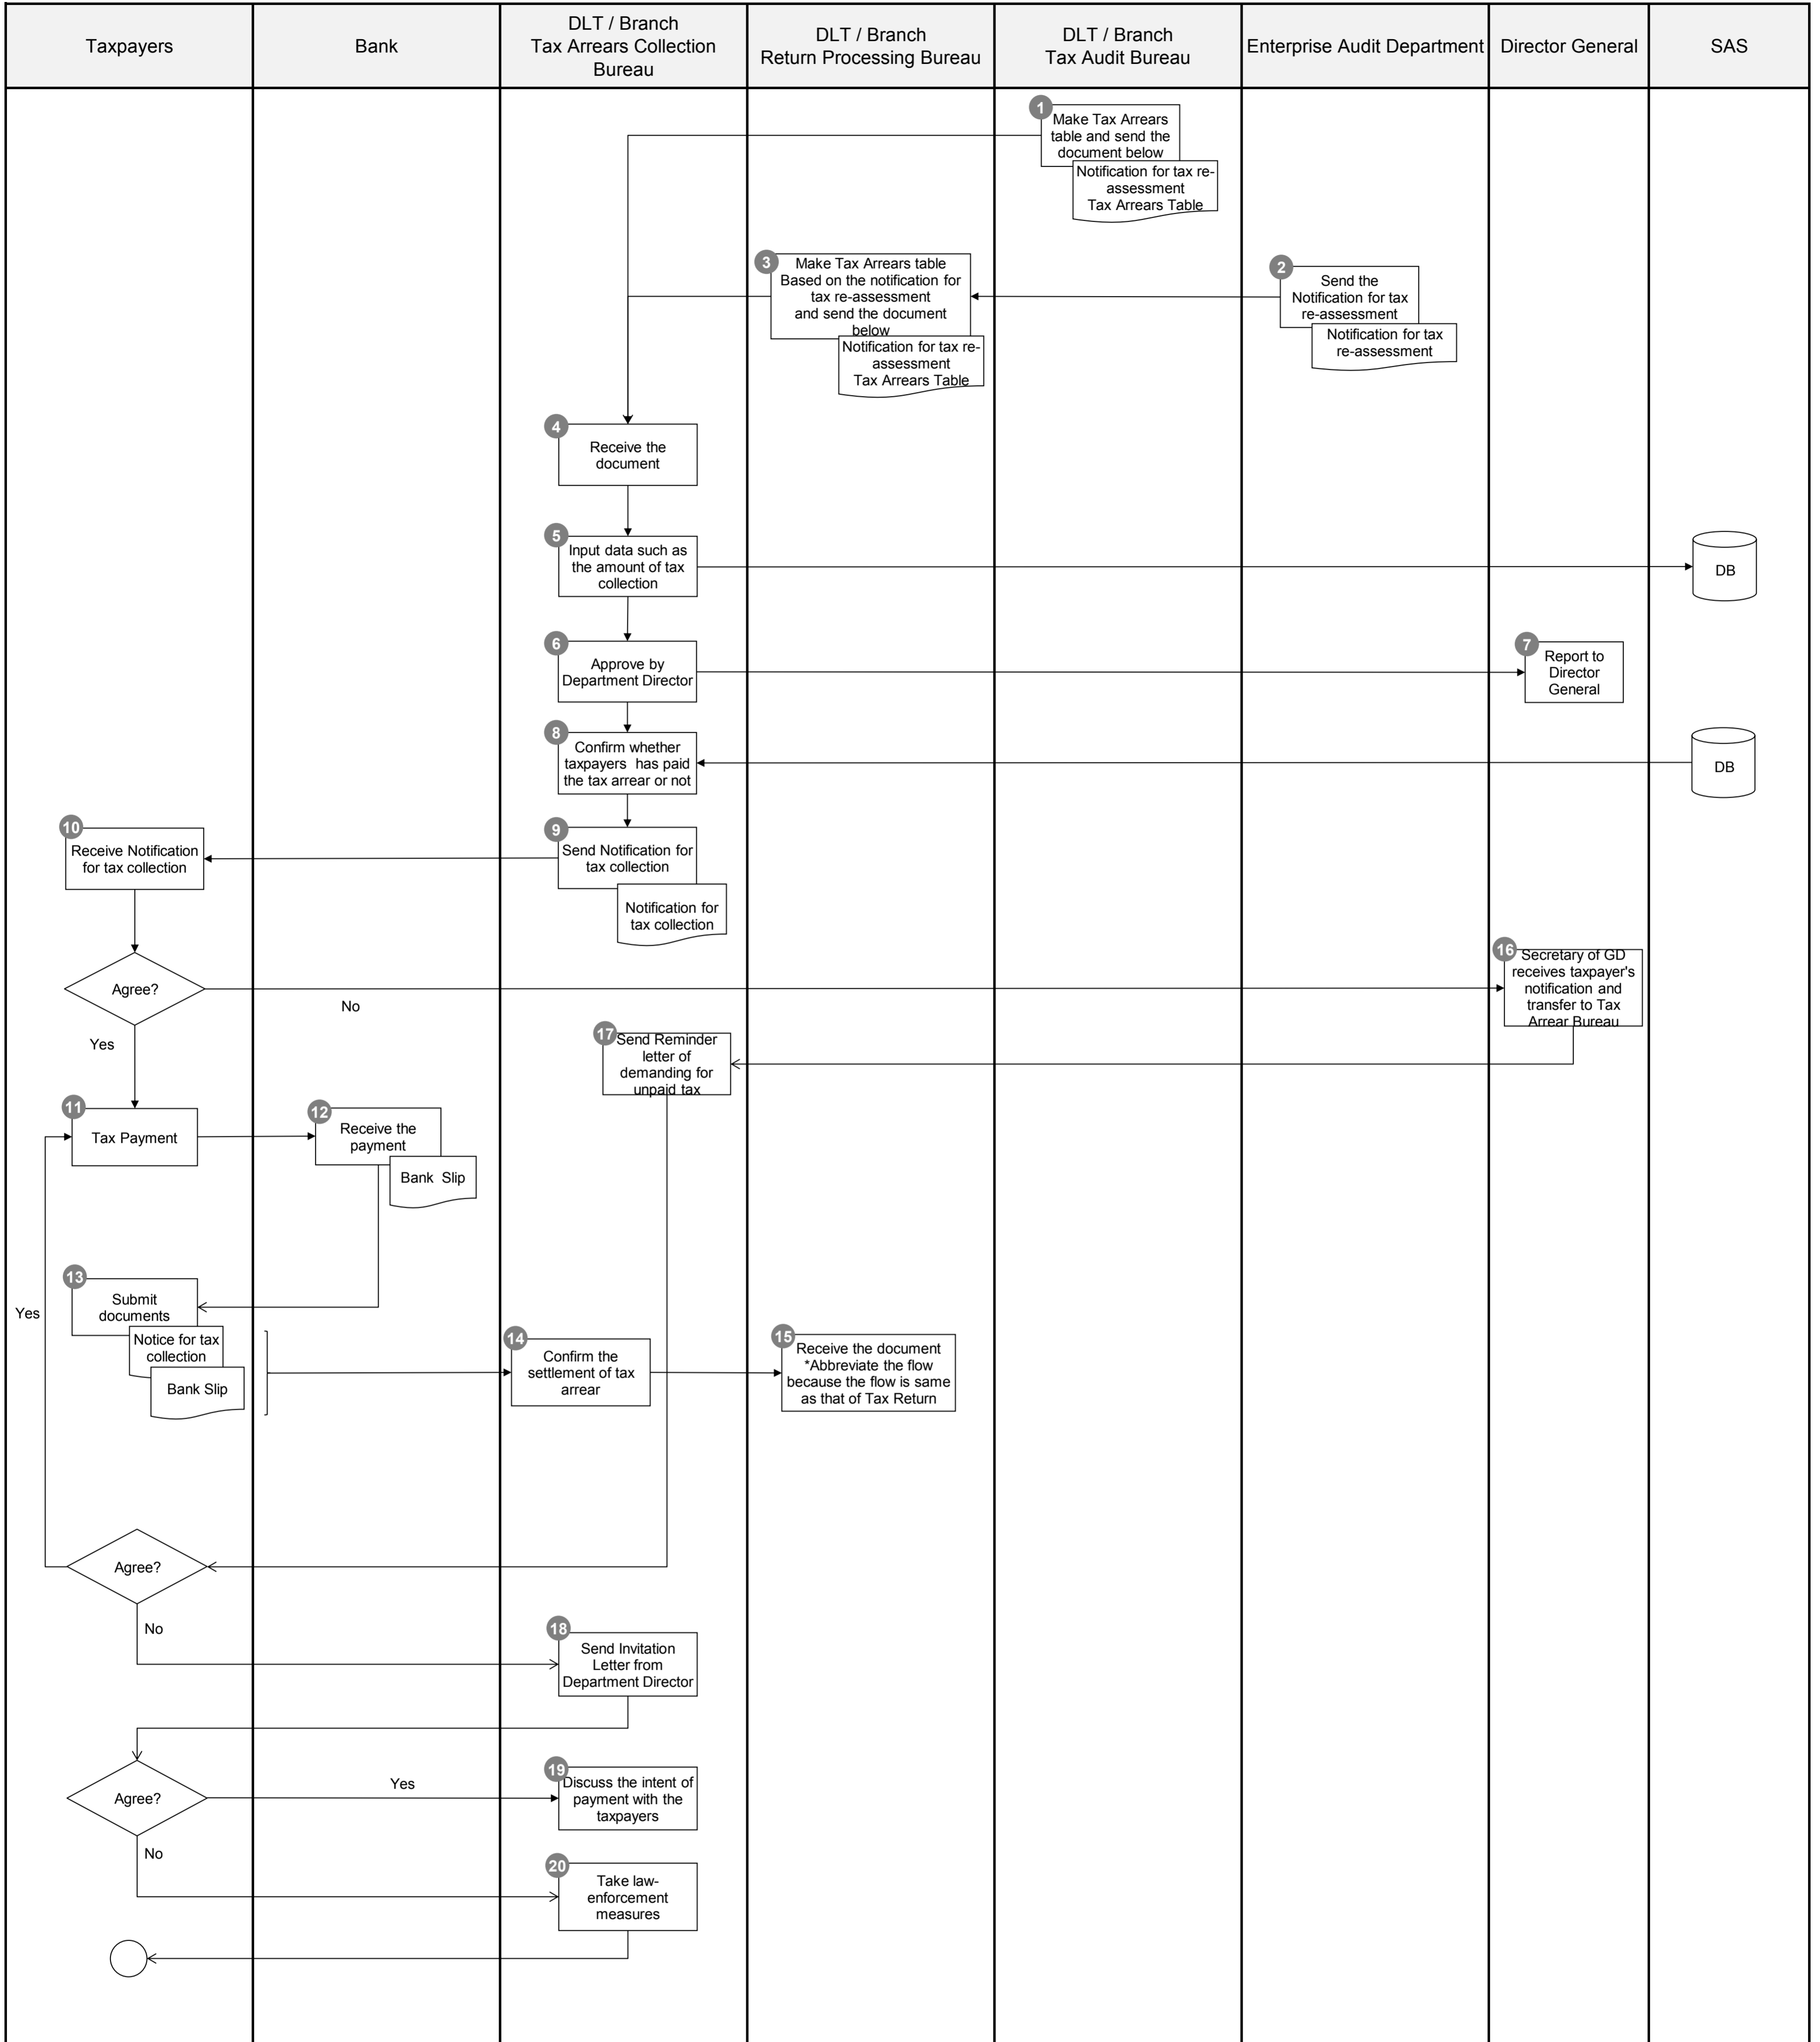 Taxpayers
Bank
DLT / Branch
Tax Arrears Collection
Bureau
DLT / Branch
Return Processing Bureau
DLT / Branch
Tax Audit Bureau
Enterprise Audit Department
Director General
SAS
1
Make Tax Arrears
table and send the
document below
Notification for tax re-
assessment
Tax Arrears Table
3
Make Tax Arrears table
Based on the notification for
tax re-assessment
and send the document
below
Notification for tax re-
assessment
Tax Arrears Table
2
Send the
Notification for tax
re-assessment
Notification for tax
re-assessment
4
Receive the
document
5
Input data such as
the amount of tax
collection
DB
6
Approve by
Department Director
7
Report to
Director
General
8
Confirm whether
taxpayers has paid
the tax arrear or not
DB
10
Receive Notification
for tax collection
9
Send Notification for
tax collection
Notification for
tax collection
Agree?
No
Yes
16
Secretary of GD
receives taxpayer's
notification and
transfer to Tax
Arrear Bureau
17
Send Reminder
letter of
demanding for
unpaid tax
11
Tax Payment
12
Receive the
payment
Bank Slip
13
Submit
documents
Notice for tax
collection
Bank Slip
Yes
14
Confirm the
settlement of tax
arrear
15
Receive the document
*Abbreviate the flow
because the flow is same
as that of Tax Return
Agree?
No
18
Send Invitation
Letter from
Department Director
Agree?
Yes
No
19
Discuss the intent of
payment with the
taxpayers
20
Take law-
enforcement
measures